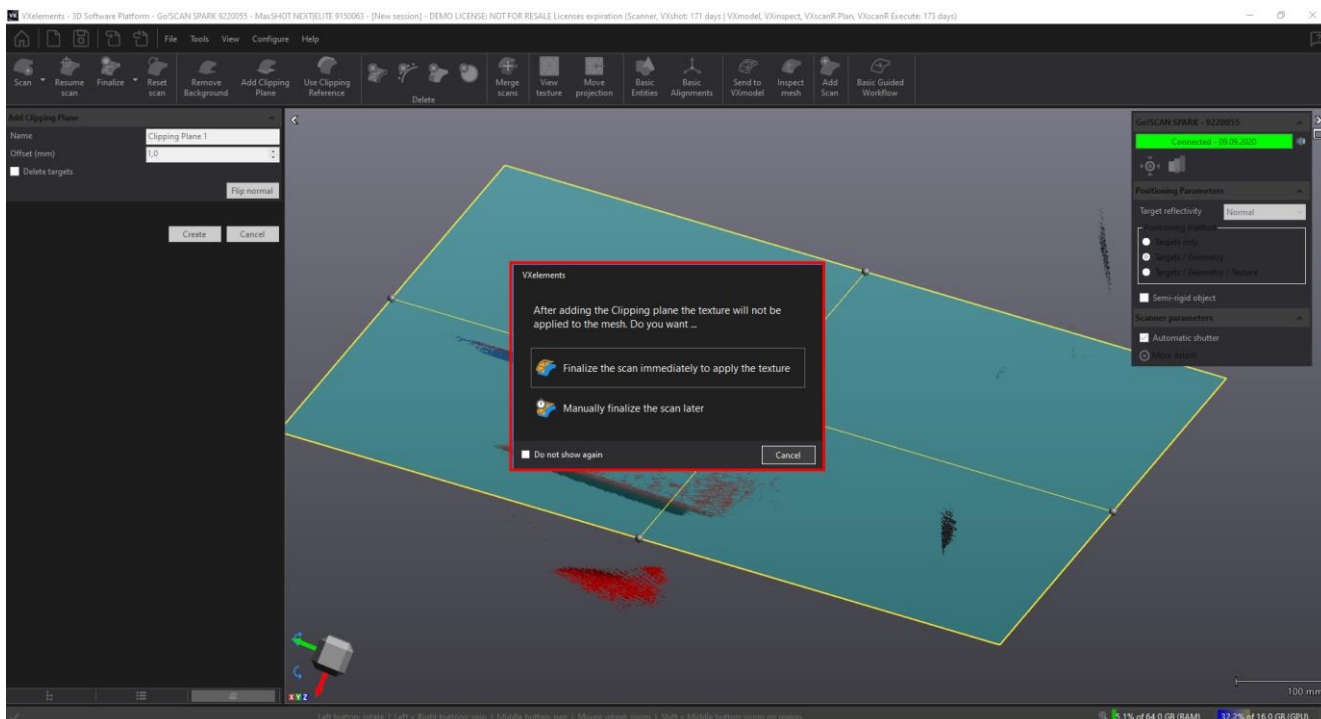 VXelements - 3D Software Platform - Go!SCAN SPARK 9220055 - MaxSHOT NEXT|ELITE 9150063 - [New session] - DEMO LICENSE: NOT FOR RESALE Licenses expiration (Scanner, VXshot: 171 days | VXmodel, VXinspect, VXscanR Plan, VXscanR Execute: 173 days)
File Tools View Configure Help
Scan Resume scan Finalize Reset scan Remove Background Add Clipping Plane Use Clipping Reference Delete Merge scans View texture Move projection Basic Entities Basic Alignments Send to VXmodel Inspect mesh Add Scan Basic Guided Workflow
Add Clipping Plane
Name Clipping Plane 1
Offset (mm) 1,0
Delete targets
Flip normal
Create Cancel
VXelements
After adding the Clipping plane the texture will not be
applied to the mesh. Do you want ...
Finalize the scan immediately to apply the texture
Manually finalize the scan later
Do not show again Cancel
Go!SCAN SPARK - 9220055
Connected - 09.09.2020
Positioning Parameters
Target reflectivity Normal
Positioning method
Targets only
Targets / Geometry
Targets / Geometry / Texture
Semi-rigid object
Scanner parameters
Automatic shutter
More details
X Y Z
100 mm
Left button rotate | Left + Right buttons spin | Middle button pan | Mouse wheel zoom | Shift + Middle button zoom on region
5.1% of 64.0 GB (RAM) 32.2% of 16.0 GB (GPU)